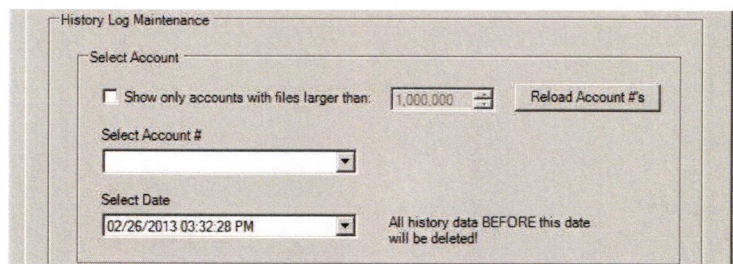 History Log Maintenance
Select Account
Show only accounts with files larger than: 1,000,000 Reload Account #'s
Select Account #
Select Date
02/26/2013 03:32:28 PM All history data BEFORE this date
will be deleted!